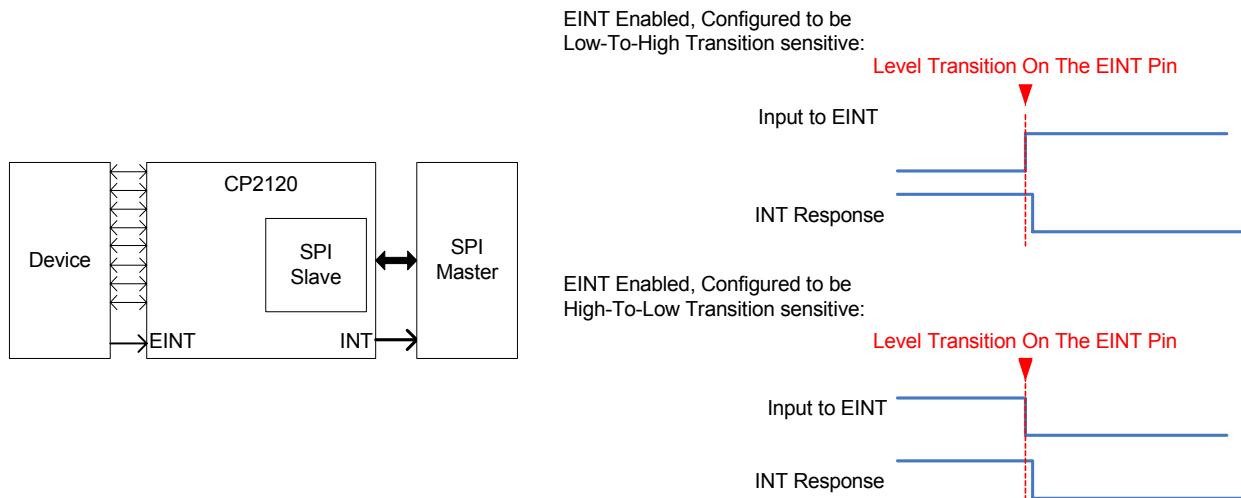 EINT Enabled, Configured to be
Low-To-High Transition sensitive:
Level Transition On The EINT Pin
Input to EINT
INT Response
Device
CP2120
SPI
Slave
SPI
Master
EINT
INT
EINT Enabled, Configured to be
High-To-Low Transition sensitive:
Level Transition On The EINT Pin
Input to EINT
INT Response